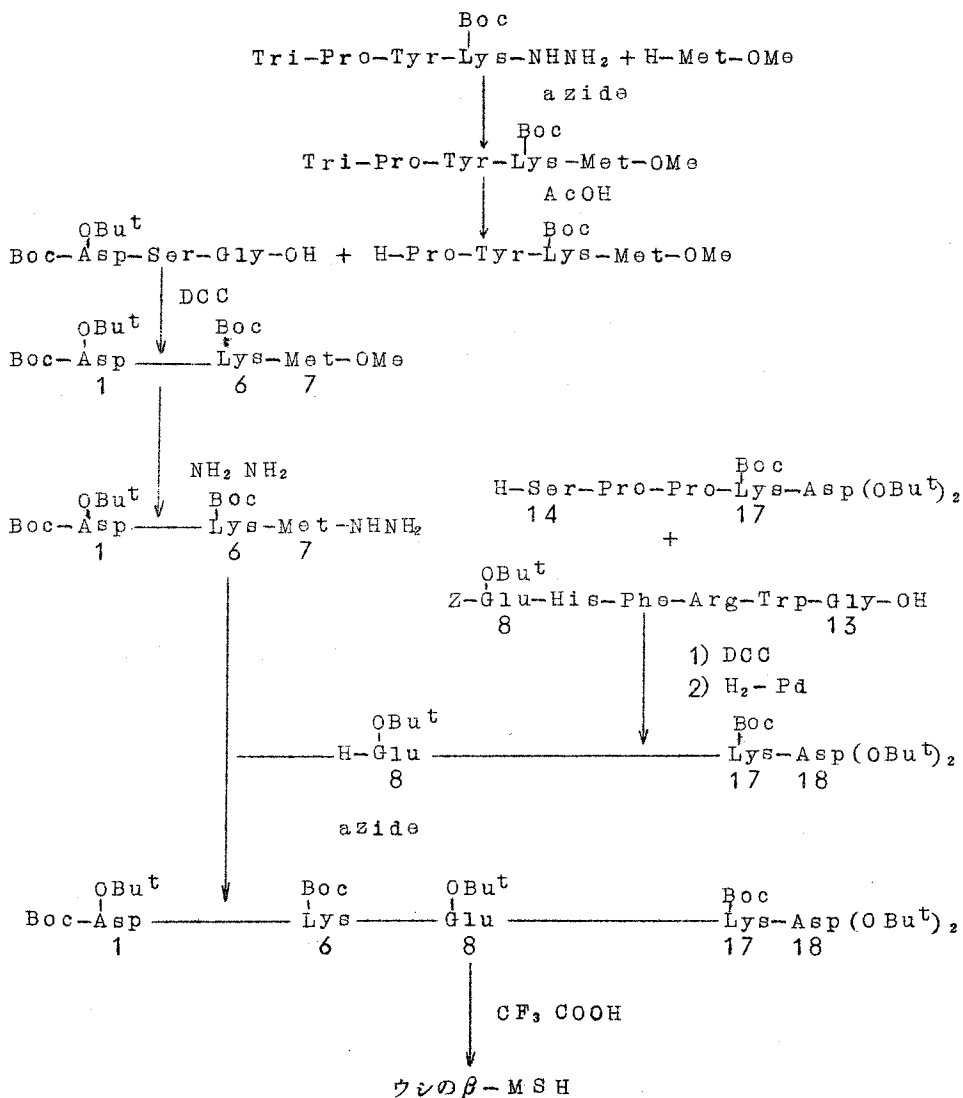 Boc
Tri-Pro-Tyr-Lys-NHNH₂ + H-Met-OMe
azide
Boc
Tri-Pro-Tyr-Lys-Met-OMe
AcOH
OBuᵗ Boc
Boc-Asp-Ser-Gly-OH + H-Pro-Tyr-Lys-Met-OMe
DCC
OBuᵗ Boc
Boc-Asp Lys-Met-OMe
1 6 7
NH₂ NH₂
OBuᵗ Boc
Boc-Asp Lys-Met-NHNH₂
1 6 7
Boc
H-Ser-Pro-Pro-Lys-Asp(OBuᵗ)₂
14 17
+
OBuᵗ
Z-Glu-His-Phe-Arg-Trp-Gly-OH
8 13
1) DCC
2) H₂-Pd
OBuᵗ Boc
H-Glu Lys-Asp(OBuᵗ)₂
8 17 18
azide
OBuᵗ Boc OBuᵗ Boc
Boc-Asp Lys Glu Lys-Asp(OBuᵗ)₂
1 6 8 17 18
CF₃ COOH
ウシのβ-MSH